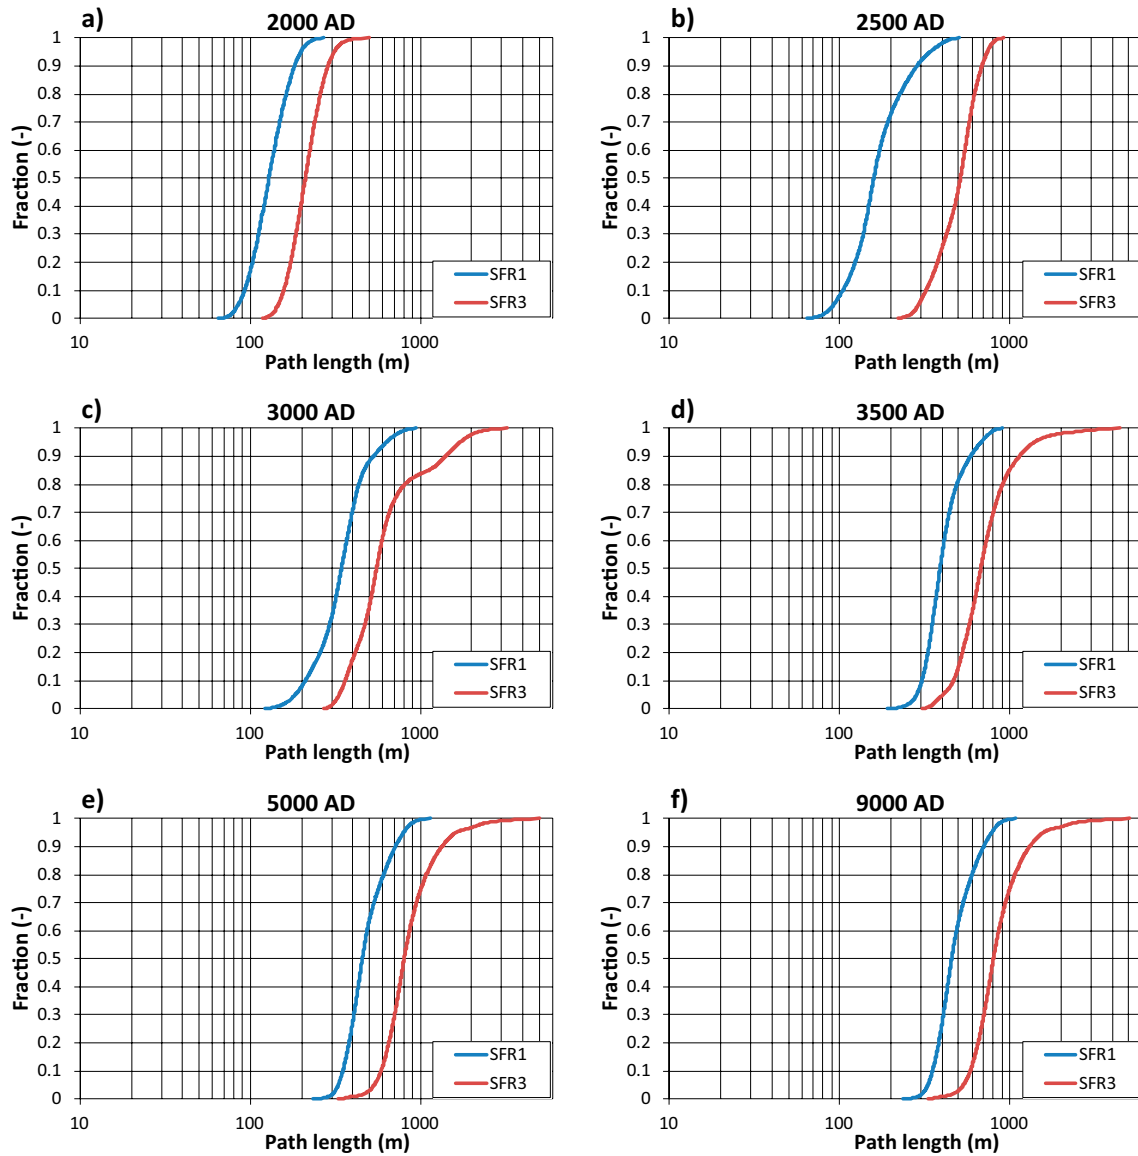 a) 2000 AD
1
0.9
0.8
0.7
0.6
0.5
0.4
0.3
0.2
0.1
0
Fraction (-)
SFR1
SFR3
10 100 1000
Path length (m)
b) 2500 AD
1
0.9
0.8
0.7
0.6
0.5
0.4
0.3
0.2
0.1
0
Fraction (-)
SFR1
SFR3
10 100 1000
Path length (m)
c) 3000 AD
1
0.9
0.8
0.7
0.6
0.5
0.4
0.3
0.2
0.1
0
Fraction (-)
SFR1
SFR3
10 100 1000
Path length (m)
d) 3500 AD
1
0.9
0.8
0.7
0.6
0.5
0.4
0.3
0.2
0.1
0
Fraction (-)
SFR1
SFR3
10 100 1000
Path length (m)
e) 5000 AD
1
0.9
0.8
0.7
0.6
0.5
0.4
0.3
0.2
0.1
0
Fraction (-)
SFR1
SFR3
10 100 1000
Path length (m)
f) 9000 AD
1
0.9
0.8
0.7
0.6
0.5
0.4
0.3
0.2
0.1
0
Fraction (-)
SFR1
SFR3
10 100 1000
Path length (m)